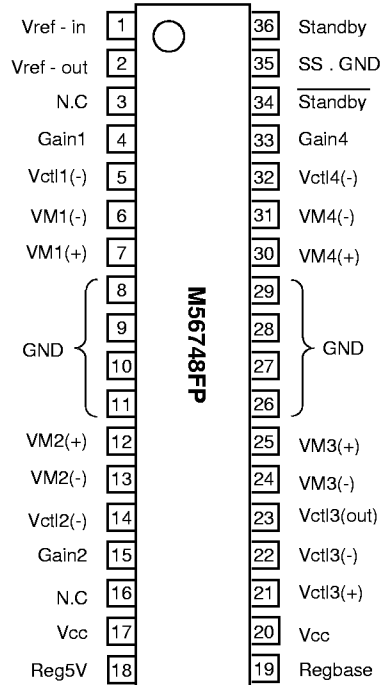 Vref - in 1 36 Standby
Vref - out 2 35 SS . GND
N.C 3 34 Standby
Gain1 4 33 Gain4
Vctl1(-) 5 32 Vctl4(-)
VM1(-) 6 31 VM4(-)
VM1(+) 7 30 VM4(+)
8 29
9 28
GND GND
10 27
11 26
M56748FP
VM2(+) 12 25 VM3(+)
VM2(-) 13 24 VM3(-)
Vctl2(-) 14 23 Vctl3(out)
Gain2 15 22 Vctl3(-)
N.C 16 21 Vctl3(+)
Vcc 17 20 Vcc
Reg5V 18 19 Regbase